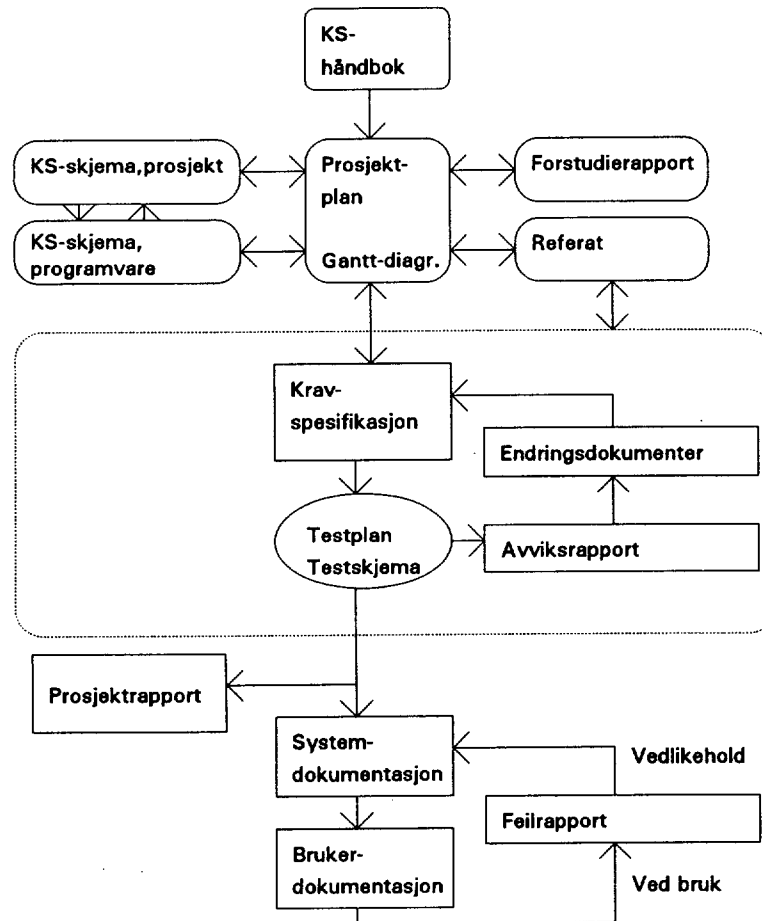 KS-
håndbok
KS-skjema,prosjekt
Prosjekt-
plan
Forstudierapport
KS-skjema,
programvare
Gantt-diagr.
Referat
Krav-
spesifikasjon
Endringsdokumenter
Testplan
Testskjema
Avviksrapport
Prosjektrapport
System-
dokumentasjon
Vedlikehold
Feilrapport
Bruker-
dokumentasjon
Ved bruk